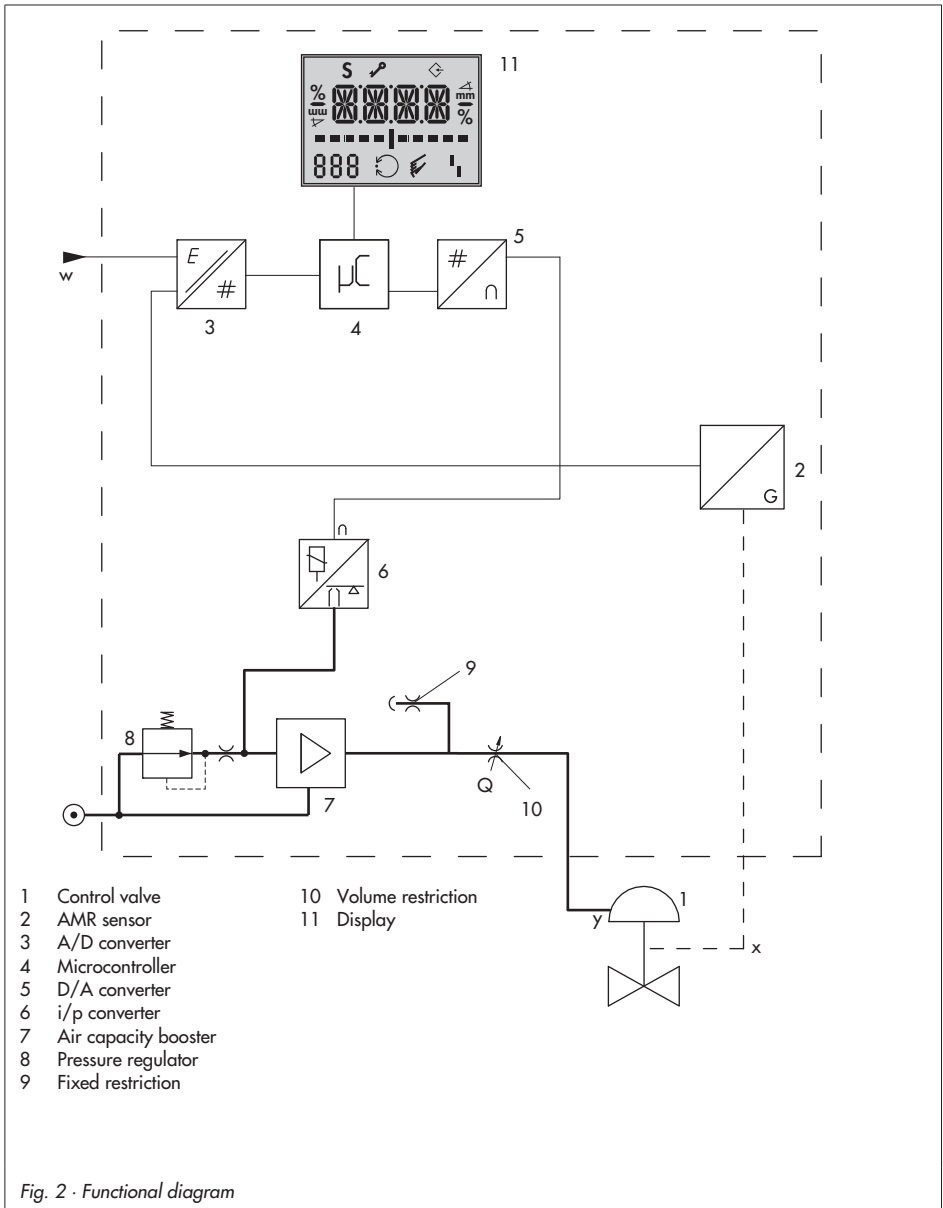 11
S
% mm
mm %
888
5
w
E
#
µC
#
∩
3
4
2
G
∩
6
9
8
7
Q
10
1
y
x
1 Control valve
2 AMR sensor
3 A/D converter
4 Microcontroller
5 D/A converter
6 i/p converter
7 Air capacity booster
8 Pressure regulator
9 Fixed restriction
10 Volume restriction
11 Display
Fig. 2 · Functional diagram